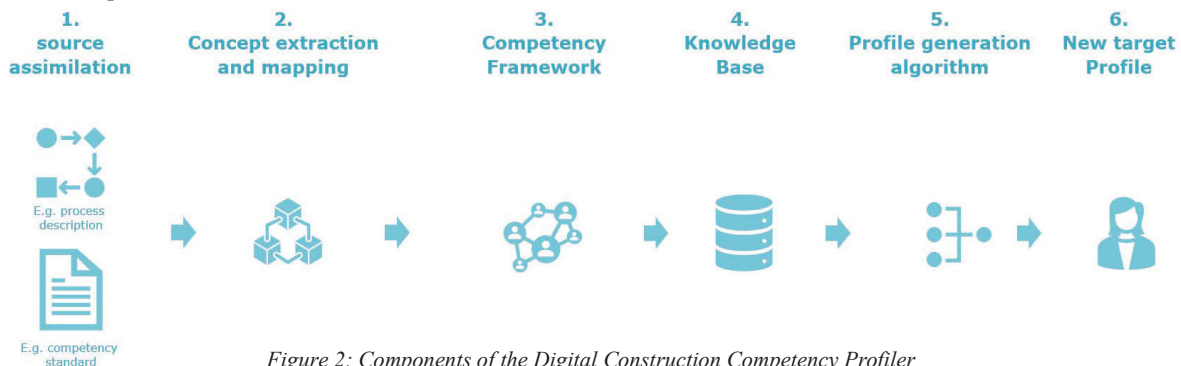 1.
source
assimilation
2.
Concept extraction
and mapping
3.
Competency
Framework
4.
Knowledge
Base
5.
Profile generation
algorithm
6.
New target
Profile
E.g. process
description
E.g. competency
standard
Figure 2: Components of the Digital Construction Competency Profiler